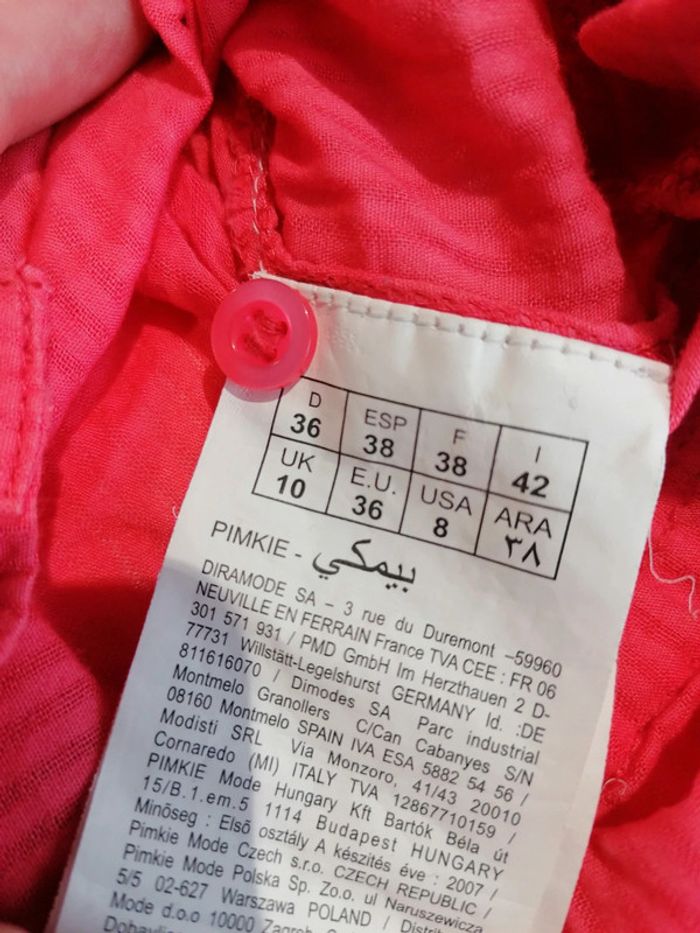 D ESP F I
36 38 38 42
UK E.U. USA ARA
10 36 8 ٣٨
PIMKIE - بيمكي
DIRAMODE SA – 3 rue du Duremont –59960
NEUVILLE EN FERRAIN France TVA CEE : FR 06
301 571 931 / PMD GmbH Im Herzthauen 2 D-
77731 Willstätt-Legelshurst GERMANY Id. :DE
811616070 / Dimodes SA Parc industrial
Montmelo Granollers C/Can Cabanyes S/N
08160 Montmelo SPAIN IVA ESA 5882 54 56 /
Modisti SRL Via Monzoro, 41/43 20010
Cornaredo (MI) ITALY TVA 12867710159 /
PIMKIE Mode Hungary Kft Bartók Béla út
15/B.1.em.5 1114 Budapest HUNGARY
Minőseg : Első osztály A készítés éve : 2007 /
Pimkie Mode Czech s.r.o. CZECH REPUBLIC /
Pimkie Mode Polska Sp. Zo.o. ul Naruszewicza
5/5 02-627 Warszawa POLAND / Distrib
Mode d.o.o 10000 Zagreb